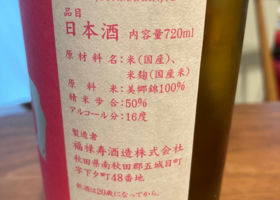 品目
日本酒 内容量720ml
原材料名:米(国産)、
米麹(国産米)
原料米:美郷錦100%
精米歩合:50%
アルコール分:16度
製造者
福禄寿酒造株式会社
秋田県南秋田郡五城目町
字下タ町48番地
飲酒は20歳になってから。